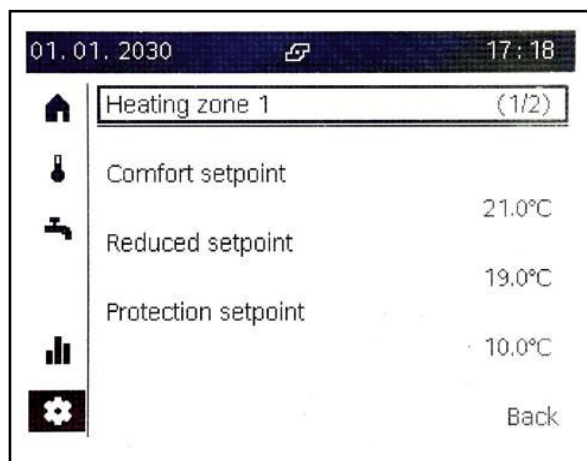 01.01.2030 17:18
Heating zone 1 (1/2)
Comfort setpoint
21.0°C
Reduced setpoint
19.0°C
Protection setpoint
10.0°C
Back